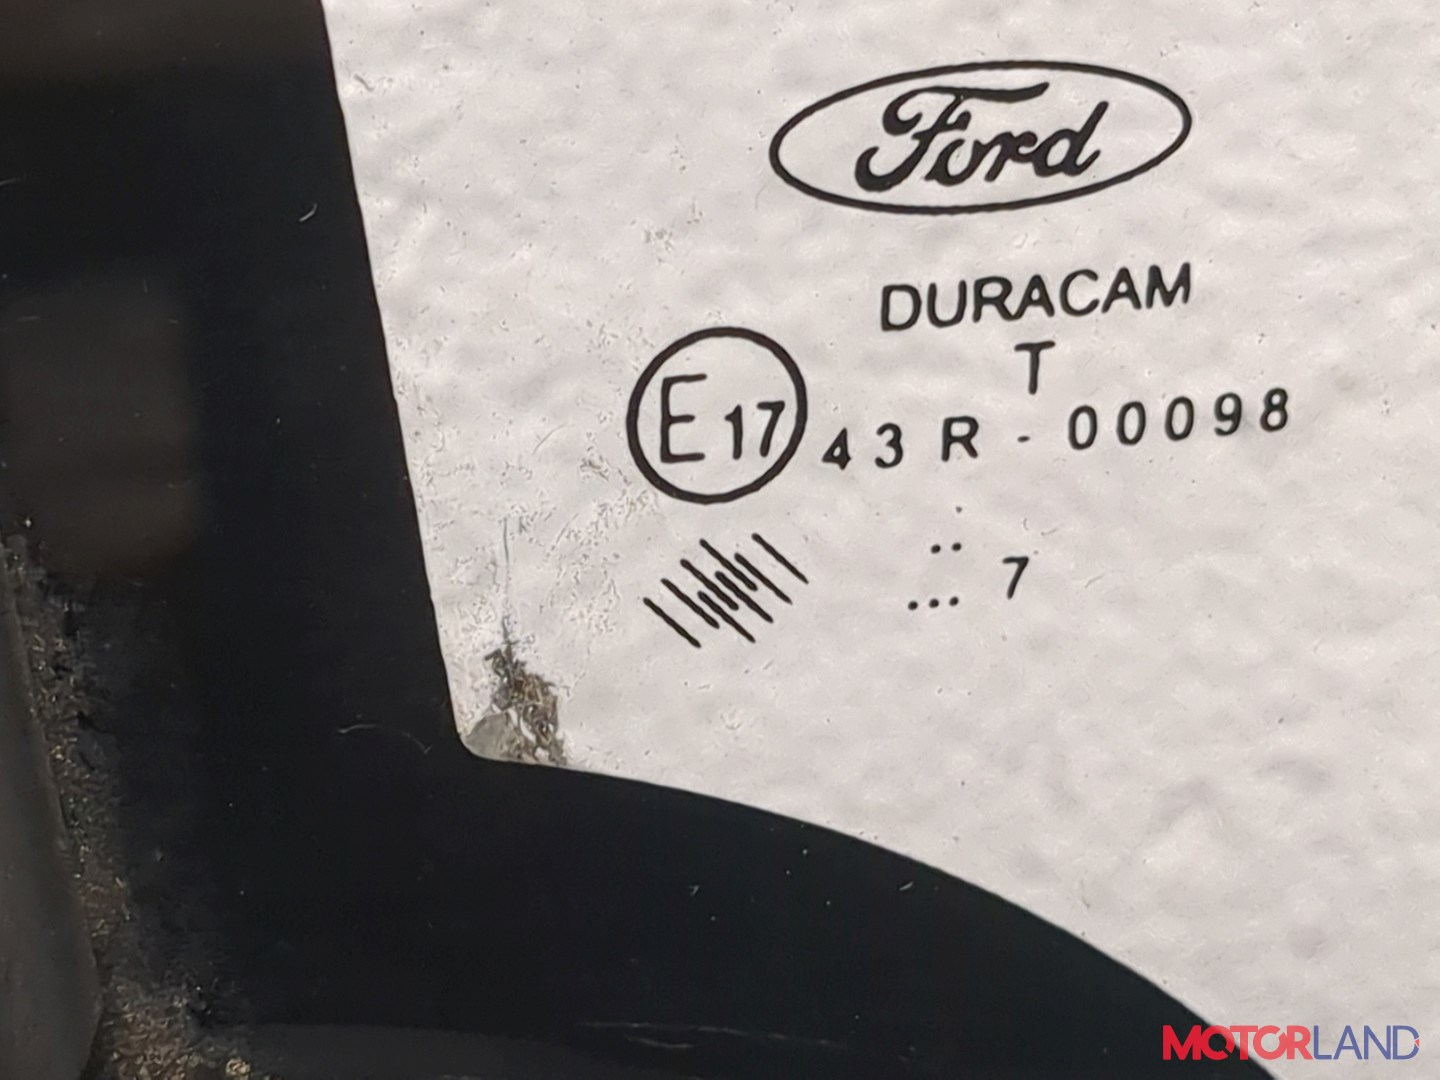 Ford
DURACAM
T
E17 43R-00098
.
..
... 7
MOTORLAND